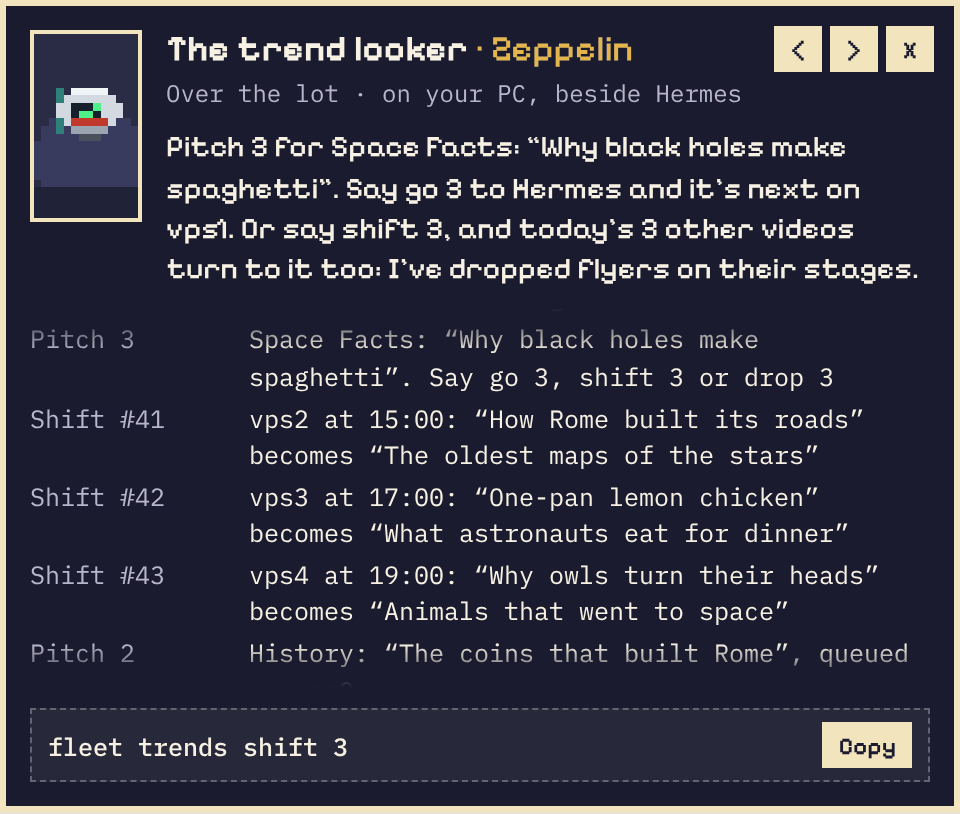 The trend looker · Zeppelin
< > x
Over the lot · on your PC, beside Hermes
Pitch 3 for Space Facts: “Why black holes make
spaghetti”. Say go 3 to Hermes and it’s next on
vps1. Or say shift 3, and today’s 3 other videos
turn to it too: I’ve dropped flyers on their stages.
Pitch 3 Space Facts: “Why black holes make
spaghetti”. Say go 3, shift 3 or drop 3
Shift #41 vps2 at 15:00: “How Rome built its roads”
becomes “The oldest maps of the stars”
Shift #42 vps3 at 17:00: “One-pan lemon chicken”
becomes “What astronauts eat for dinner”
Shift #43 vps4 at 19:00: “Why owls turn their heads”
becomes “Animals that went to space”
Pitch 2 History: “The coins that built Rome”, queued
fleet trends shift 3
Copy